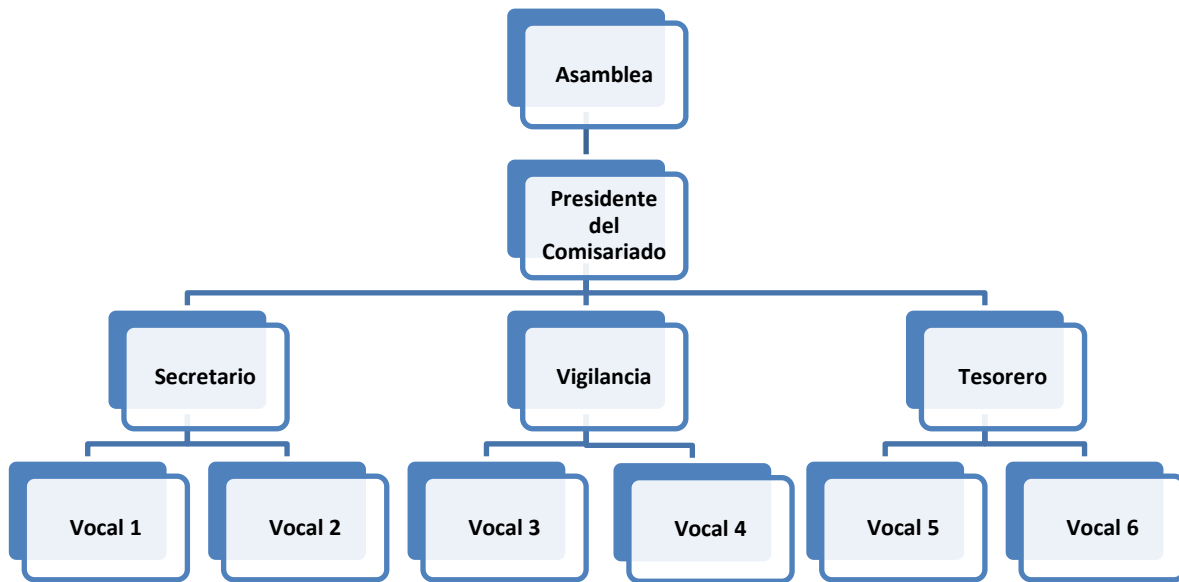 Asamblea
Presidente
del
Comisariado
Secretario
Vigilancia
Tesorero
Vocal 1
Vocal 2
Vocal 3
Vocal 4
Vocal 5
Vocal 6